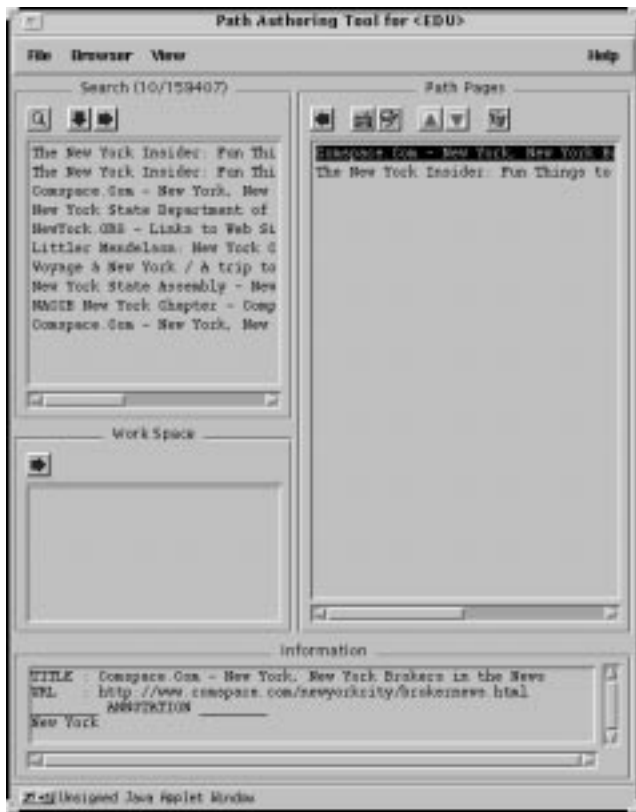 Path Authoring Tool for <EDU>
File Browser View Help
Search (10/159407)
The New York Insider: Fun Thi
The New York Insider: Fun Thi
Comspace.Com - New York, New
New York State Department of
NewYork.ORG - Links to Web Si
Littler Mendelson: New York O
Voyage à New York / A trip to
New York State Assembly - New
New York Chapter - Comp
Comspace.Com - New York, New
Path Pages
Comspace.Com - New York, New York B
The New York Insider: Fun Things to
Work Space
Information
TITLE : Comspace.Com - New York, New York Brokers in the News
URL : http://www.comspace.com/newyorkcity/brokernews.html
________ ANNOTATION ________
New York
Unsigned Java Applet Window